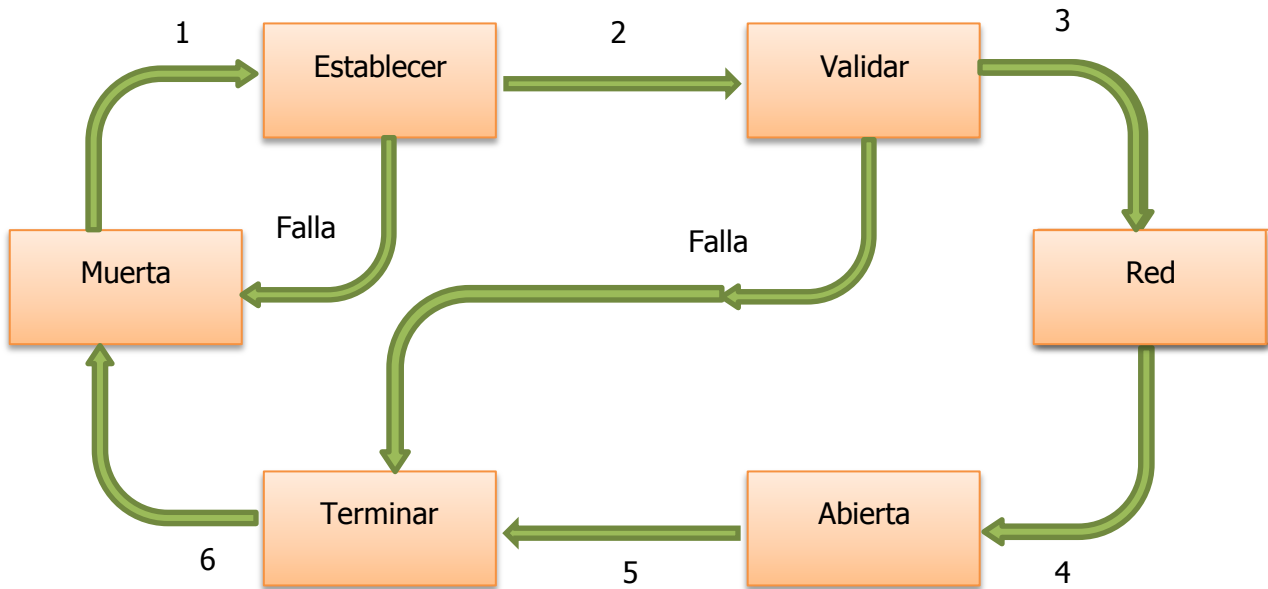 1
2
3
Establecer
Validar
Falla
Falla
Muerta
Red
Terminar
Abierta
6
5
4